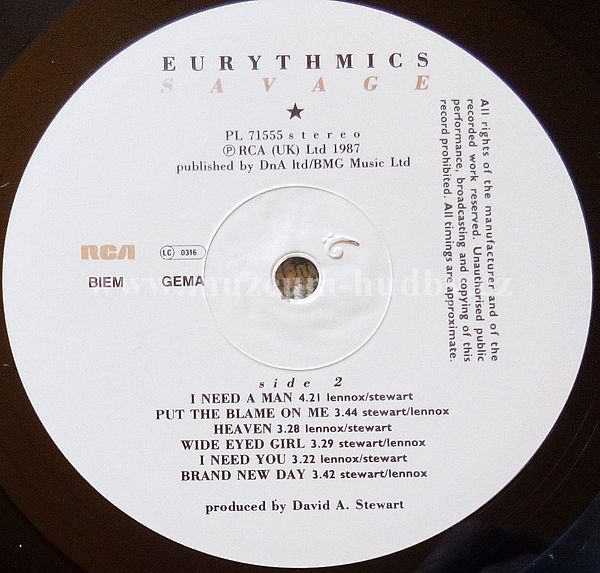 EURYTHMICS
SAVAGE
★
PL 71555 stereo
Ⓟ RCA (UK) Ltd 1987
published by DnA ltd/BMG Music Ltd
All rights of the manufacturer and of the
recorded work reserved. Unauthorised public
performance, broadcasting and copying of this
record prohibited. All timings are approximate.
RCA LC 0316
BIEM GEMA
side 2
I NEED A MAN 4.21 lennox/stewart
PUT THE BLAME ON ME 3.44 stewart/lennox
HEAVEN 3.28 lennox/stewart
WIDE EYED GIRL 3.29 stewart/lennox
I NEED YOU 3.22 lennox/stewart
BRAND NEW DAY 3.42 stewart/lennox
produced by David A. Stewart